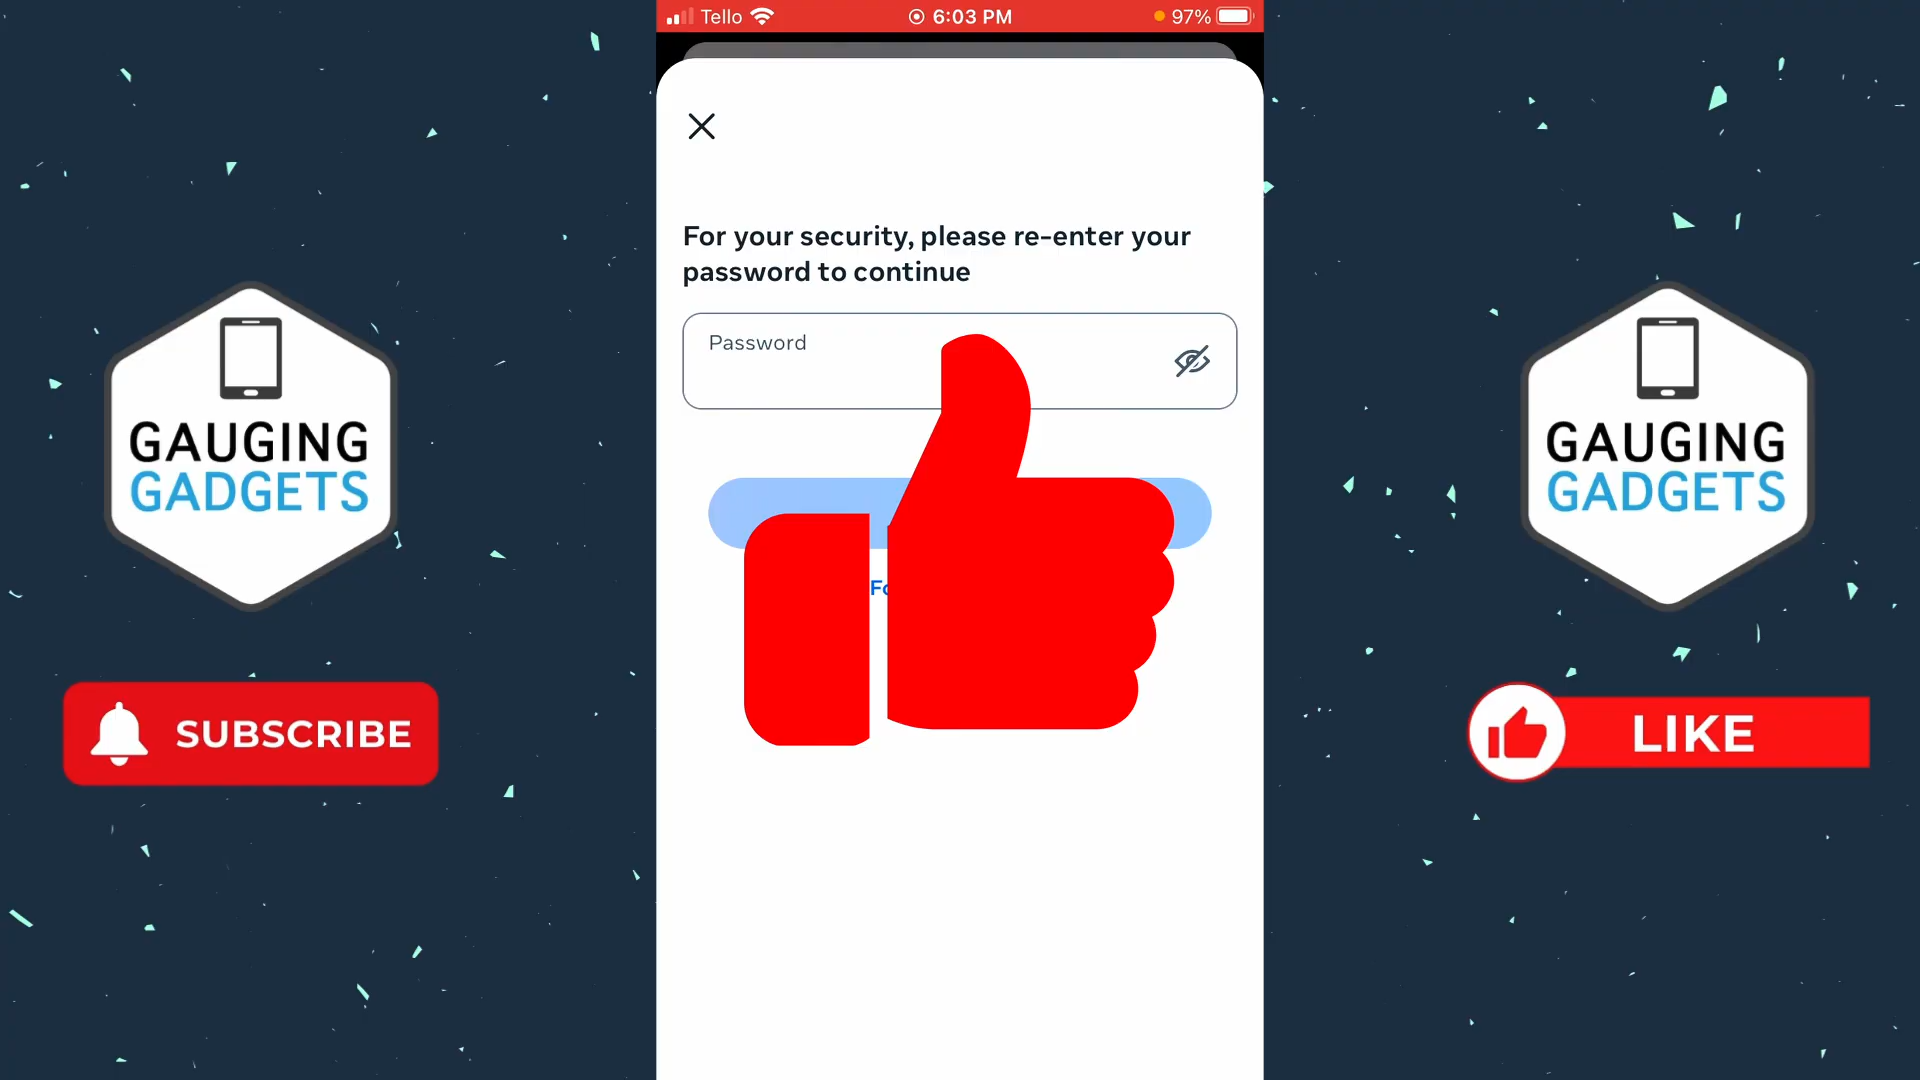 Tello
6:03 PM
97%
For your security, please re-enter your
password to continue
Password
Fo
GAUGING
GADGETS
SUBSCRIBE
GAUGING
GADGETS
LIKE